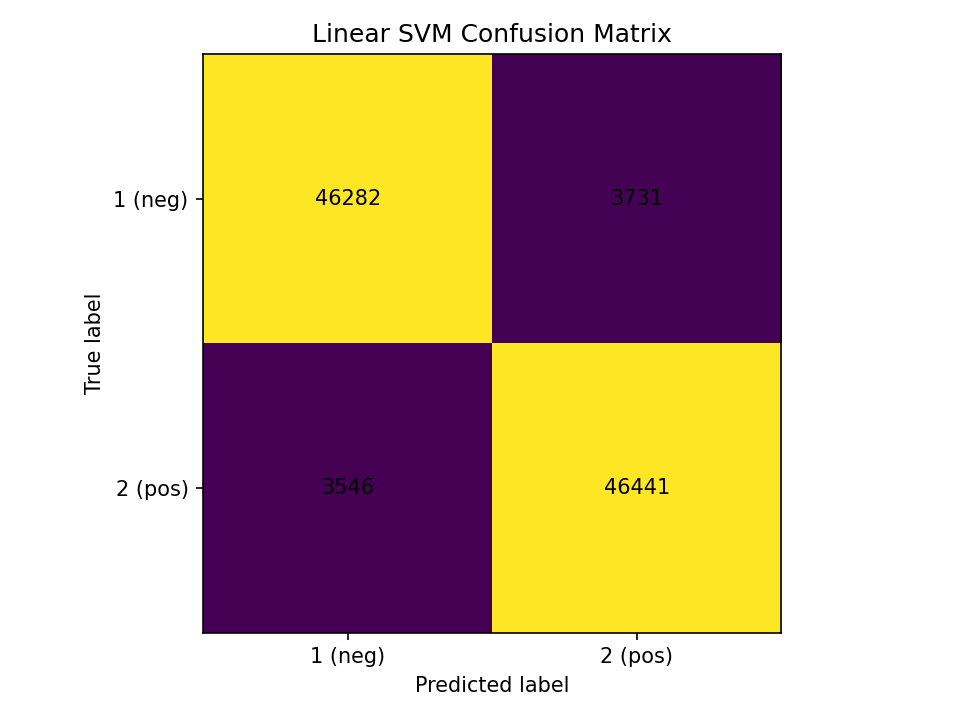 Linear SVM Confusion Matrix
1 (neg)
46282
3731
True label
2 (pos)
3546
46441
1 (neg)
2 (pos)
Predicted label